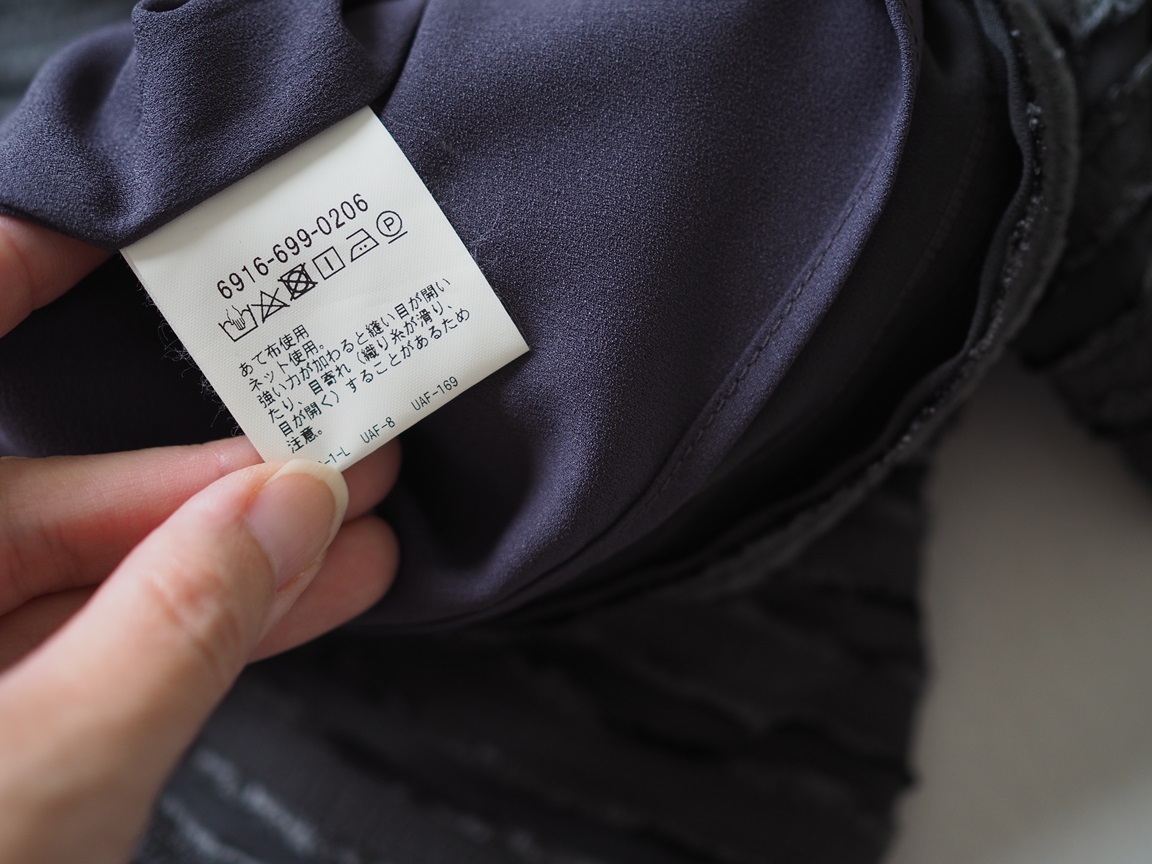 6916-699-0206
P
あて布使用
ネット使用。
強い力が加わると縫い目が開い
たり、目寄れ（織り糸が滑り、
目が開く）することがあるため
注意。
-1-L UAF-8 UAF-169